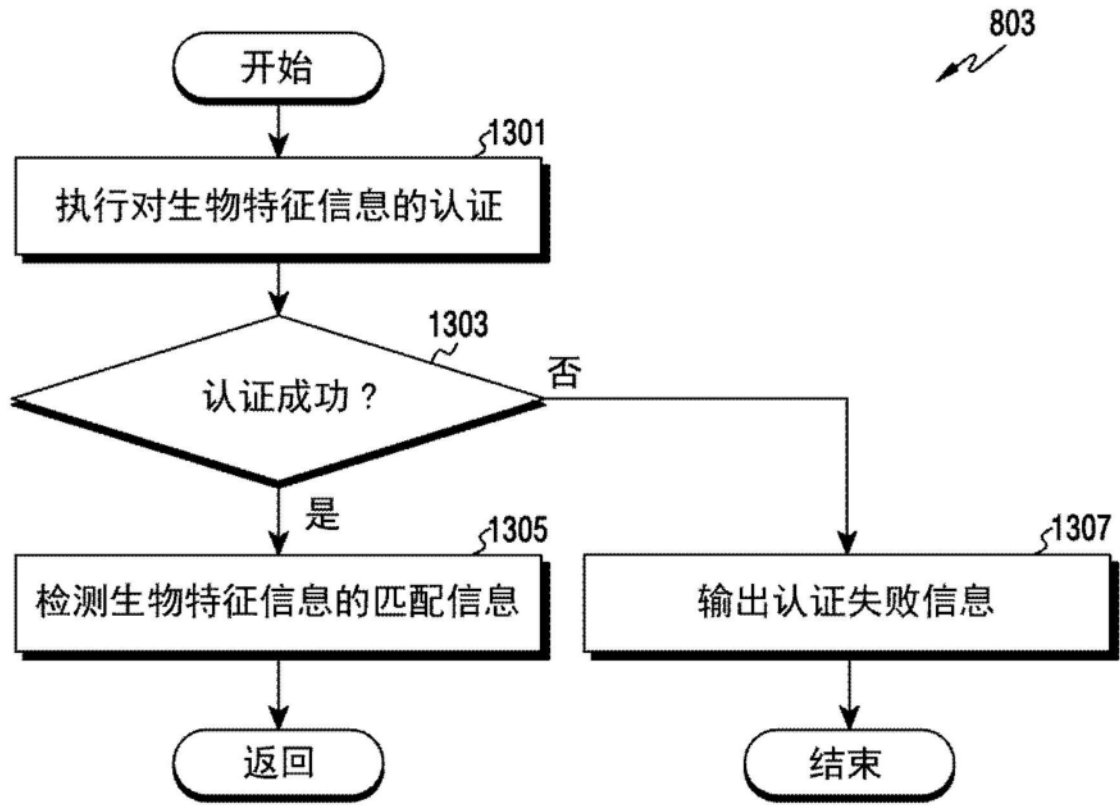 803
开始
1301
执行对生物特征信息的认证
1303
认证成功？
否
是
1305
检测生物特征信息的匹配信息
1307
输出认证失败信息
返回
结束